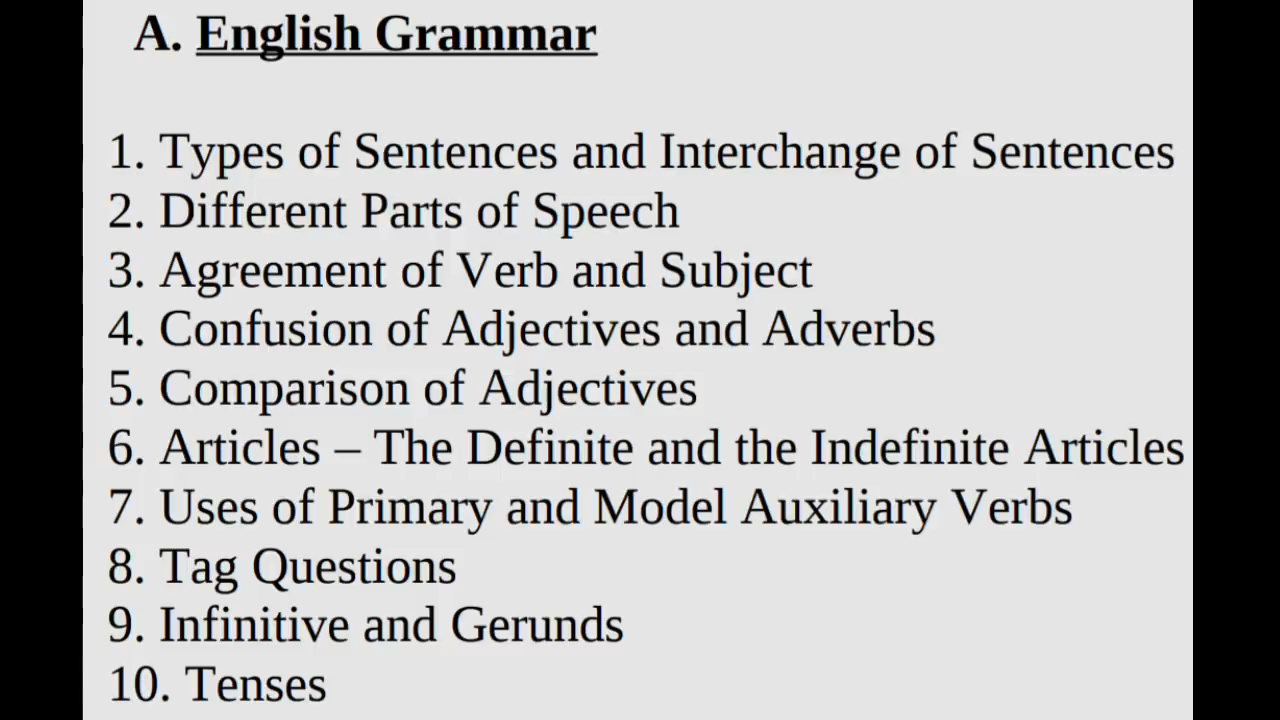 A. English Grammar
1. Types of Sentences and Interchange of Sentences
2. Different Parts of Speech
3. Agreement of Verb and Subject
4. Confusion of Adjectives and Adverbs
5. Comparison of Adjectives
6. Articles – The Definite and the Indefinite Articles
7. Uses of Primary and Model Auxiliary Verbs
8. Tag Questions
9. Infinitive and Gerunds
10. Tenses